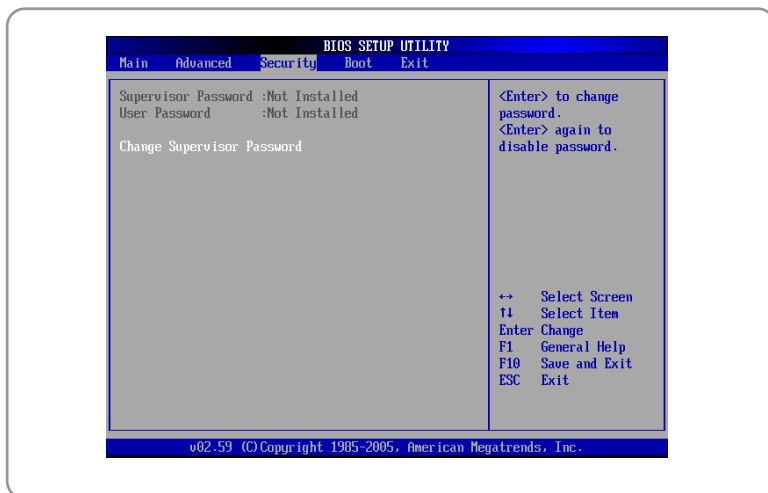 BIOS SETUP UTILITY
Main Advanced Security Boot Exit
Supervisor Password :Not Installed
User Password :Not Installed
Change Supervisor Password
<Enter> to change
password.
<Enter> again to
disable password.
↔ Select Screen
↑↓ Select Item
Enter Change
F1 General Help
F10 Save and Exit
ESC Exit
v02.59 (C)Copyright 1985-2005, American Megatrends, Inc.